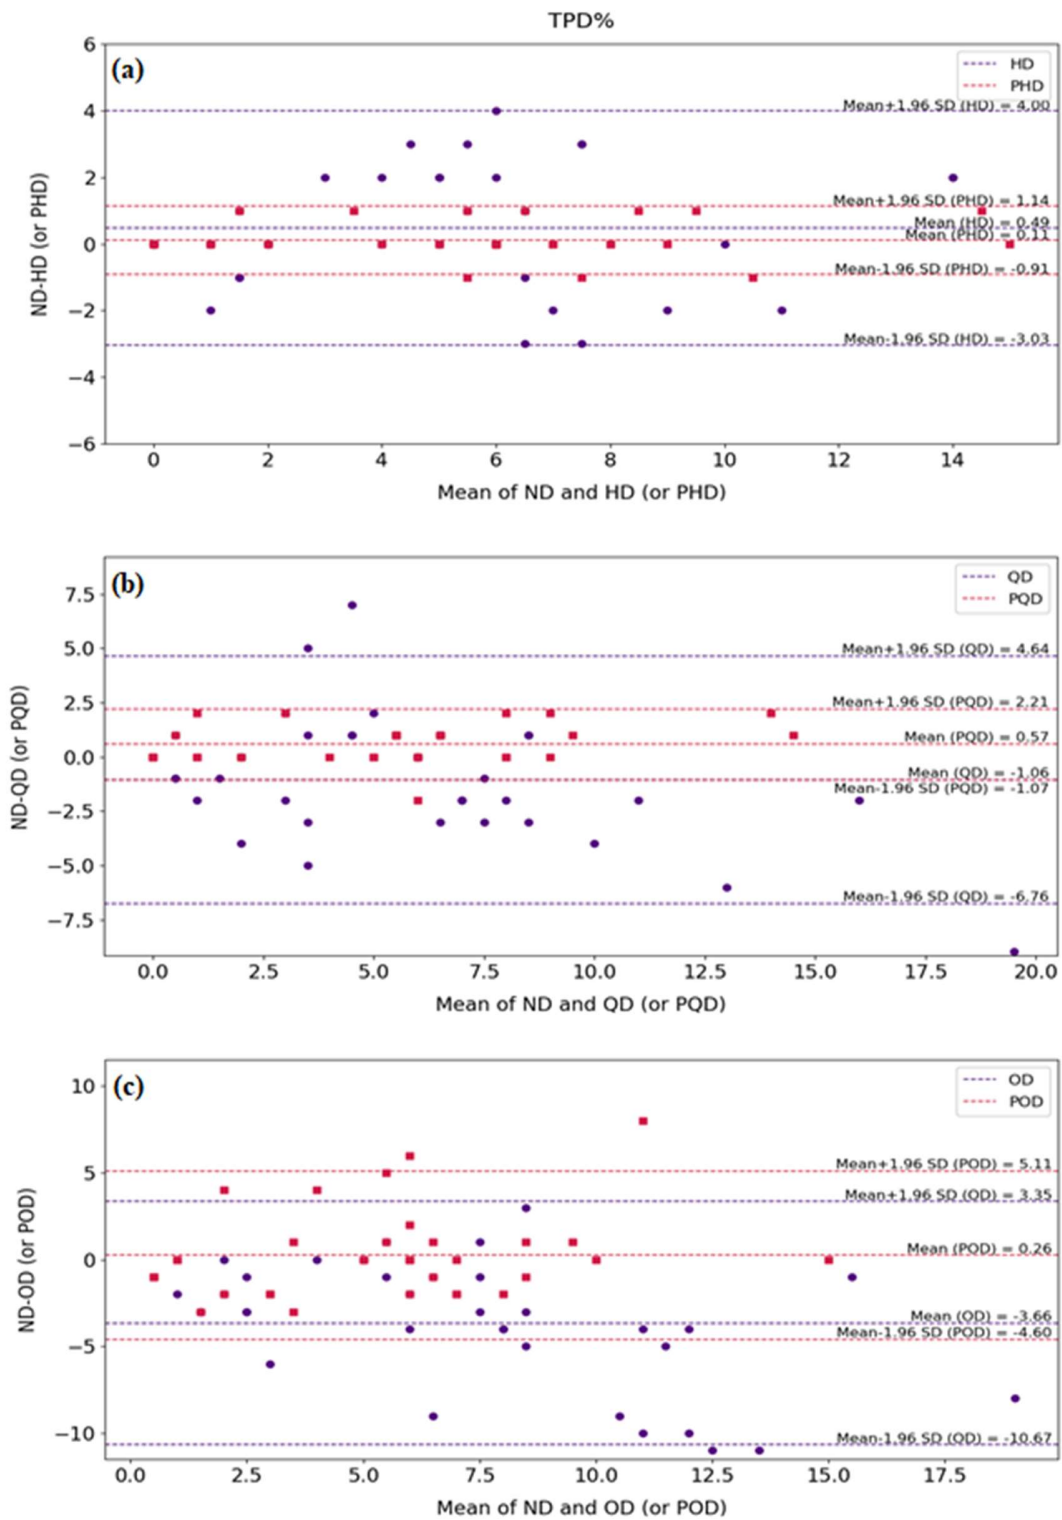 TPD%
(a)
6
4
2
0
−2
−4
−6
ND-HD (or PHD)
HD
PHD
Mean+1.96 SD (HD) = 4.00
Mean+1.96 SD (PHD) = 1.14
Mean (HD) = 0.49
Mean (PHD) = 0.11
Mean-1.96 SD (PHD) = -0.91
Mean-1.96 SD (HD) = -3.03
0 2 4 6 8 10 12 14
Mean of ND and HD (or PHD)
(b)
7.5
5.0
2.5
0.0
−2.5
−5.0
−7.5
ND-QD (or PQD)
QD
PQD
Mean+1.96 SD (QD) = 4.64
Mean+1.96 SD (PQD) = 2.21
Mean (PQD) = 0.57
Mean (QD) = -1.06
Mean-1.96 SD (PQD) = -1.07
Mean-1.96 SD (QD) = -6.76
0.0 2.5 5.0 7.5 10.0 12.5 15.0 17.5 20.0
Mean of ND and QD (or PQD)
(c)
10
5
0
−5
−10
ND-OD (or POD)
OD
POD
Mean+1.96 SD (POD) = 5.11
Mean+1.96 SD (OD) = 3.35
Mean (POD) = 0.26
Mean (OD) = -3.66
Mean-1.96 SD (POD) = -4.60
Mean-1.96 SD (OD) = -10.67
0.0 2.5 5.0 7.5 10.0 12.5 15.0 17.5
Mean of ND and OD (or POD)